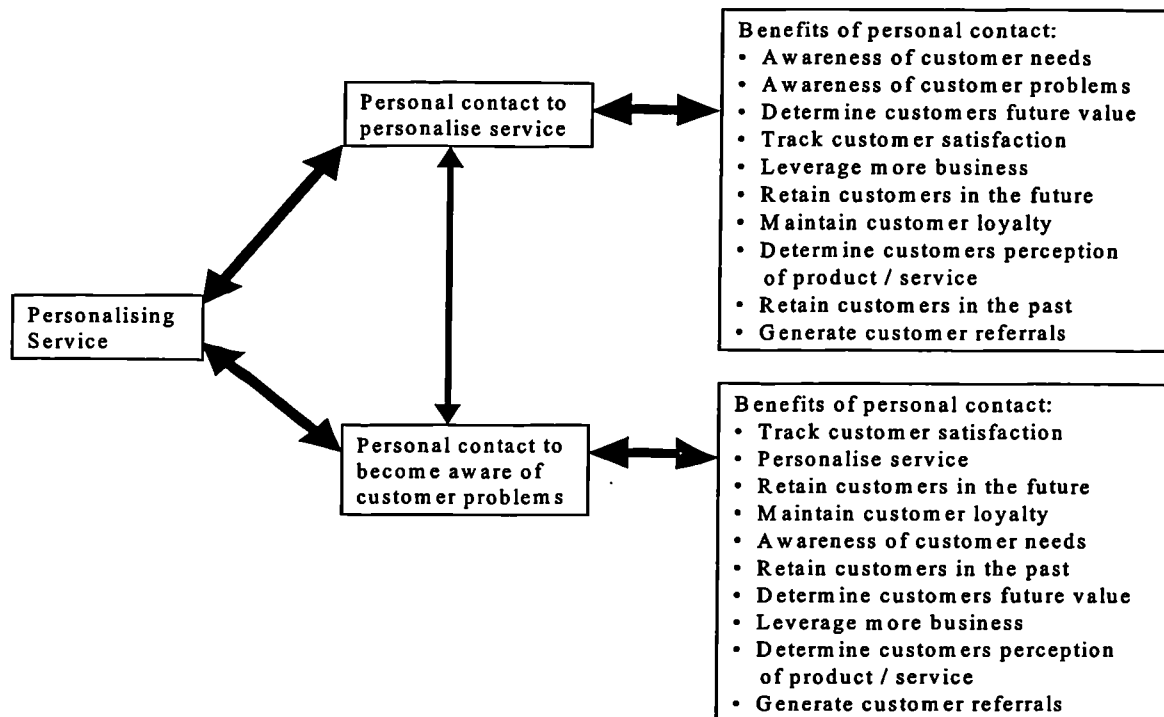 Personalising
Service
Personal contact to
personalise service
Personal contact to
become aware of
customer problems
Benefits of personal contact:
• Awareness of customer needs
• Awareness of customer problems
• Determine customers future value
• Track customer satisfaction
• Leverage more business
• Retain customers in the future
• Maintain customer loyalty
• Determine customers perception
of product / service
• Retain customers in the past
• Generate customer referrals
Benefits of personal contact:
• Track customer satisfaction
• Personalise service
• Retain customers in the future
• Maintain customer loyalty
• Awareness of customer needs
• Retain customers in the past
• Determine customers future value
• Leverage more business
• Determine customers perception
of product / service
• Generate customer referrals